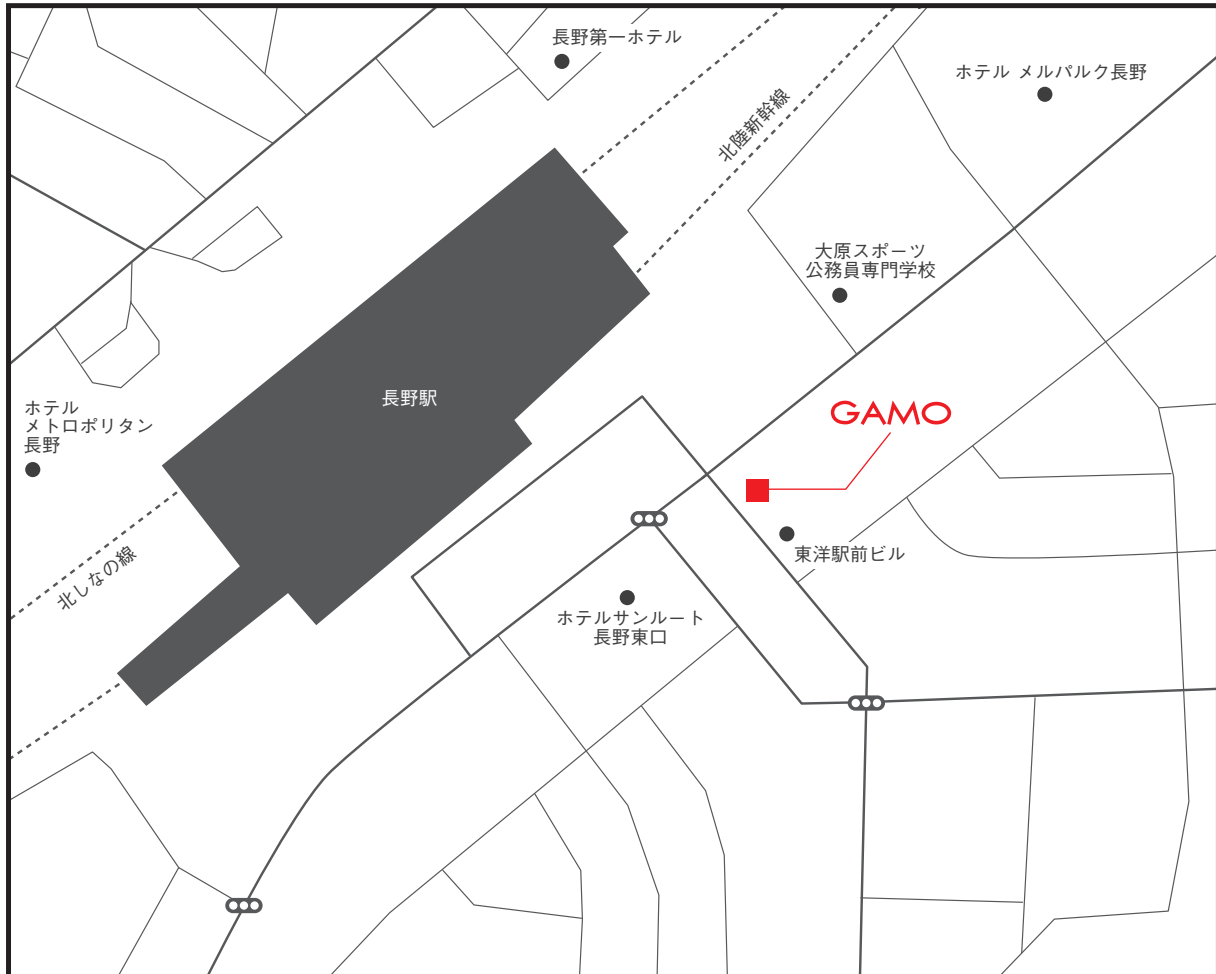 長野第一ホテル
ホテル メルパルク長野
北陸新幹線
大原スポーツ
公務員専門学校
長野駅
ホテル
メトロポリタン
長野
GAMO
東洋駅前ビル
北しなの線
ホテルサンルート
長野東口